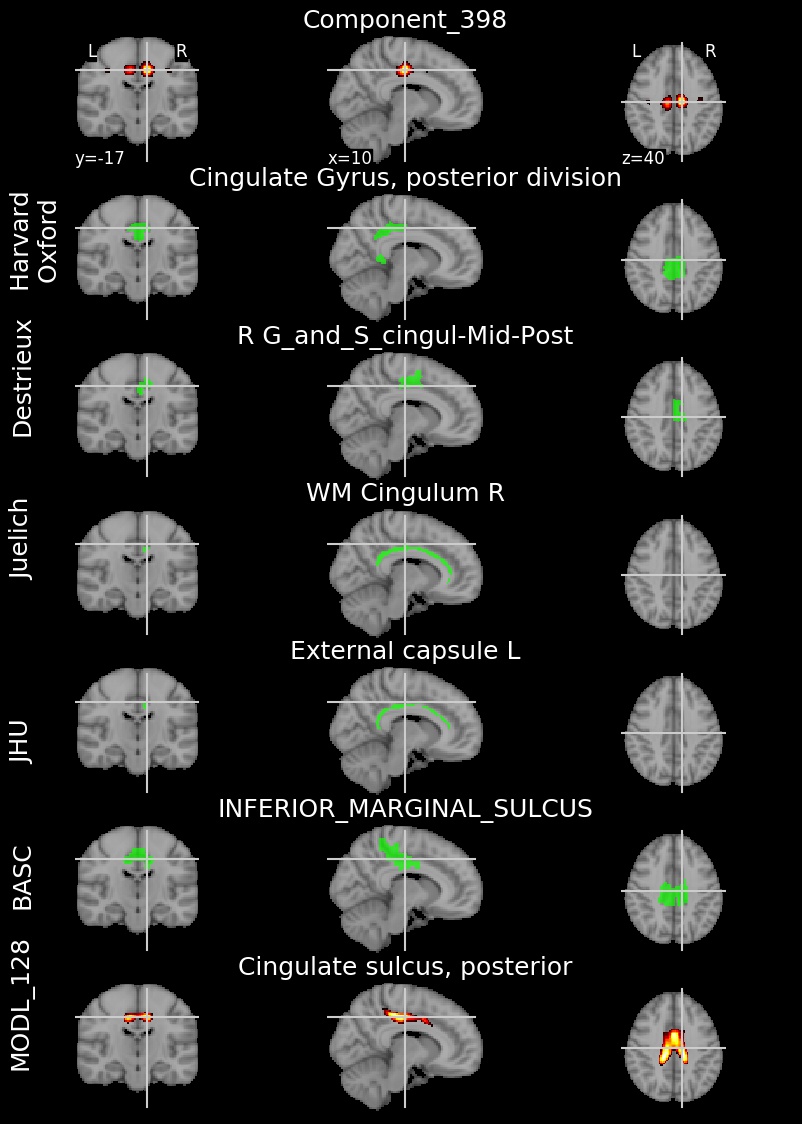 Component_398
L R L R
y=-17 x=10 z=40
Cingulate Gyrus, posterior division
Harvard
Oxford
R G_and_S_cingul-Mid-Post
Destrieux
WM Cingulum R
Juelich
External capsule L
JHU
INFERIOR_MARGINAL_SULCUS
BASC
Cingulate sulcus, posterior
MODL_128